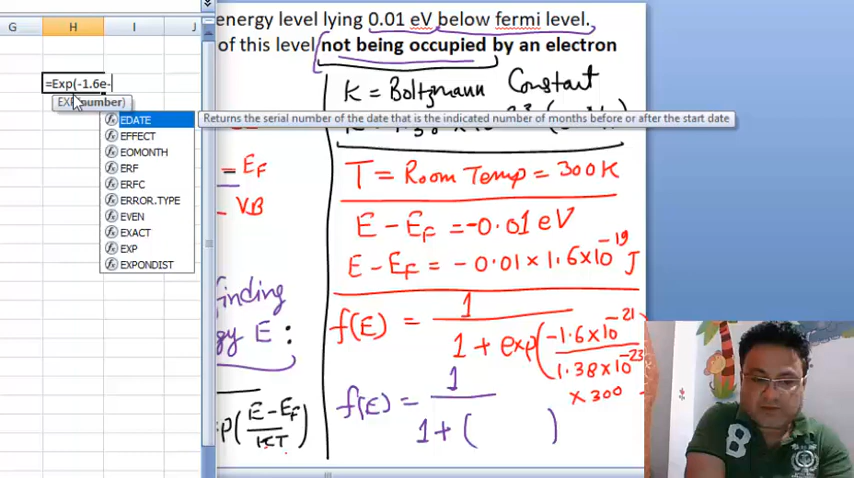 energy level lying 0.01 eV below fermi level.
of this level not being occupied by an electron
G H I
=Exp(-1.6e-
number)
EDATE
Returns the serial number of the date that is the indicated number of months before or after the start date
EFFECT
EOMONTH
ERF
ERFC
ERROR.TYPE
EVEN
EXACT
EXP
EXPONDIST
= EF
- VB
finding
gy E :
xp(E-EF/KT)
K = Boltzmann Constant
T = Room Temp = 300K
E - EF = -0.01 eV
E - EF = -0.01 × 1.6×10^-19 J
f(E) = 1 / 1 + exp(-1.6×10^-21 / 1.38×10^-23 × 300
f(E) = 1 / 1 + ( )
8